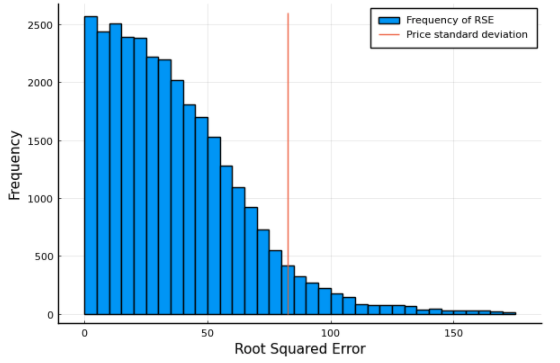 Frequency of RSE
Price standard deviation
2500
2000
1500
1000
500
0
Frequency
0
50
100
150
Root Squared Error